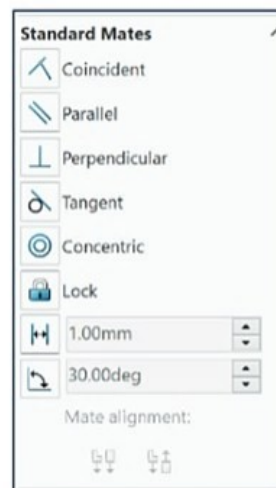 Standard Mates
Coincident
Parallel
Perpendicular
Tangent
Concentric
Lock
1.00mm
30.00deg
Mate alignment: